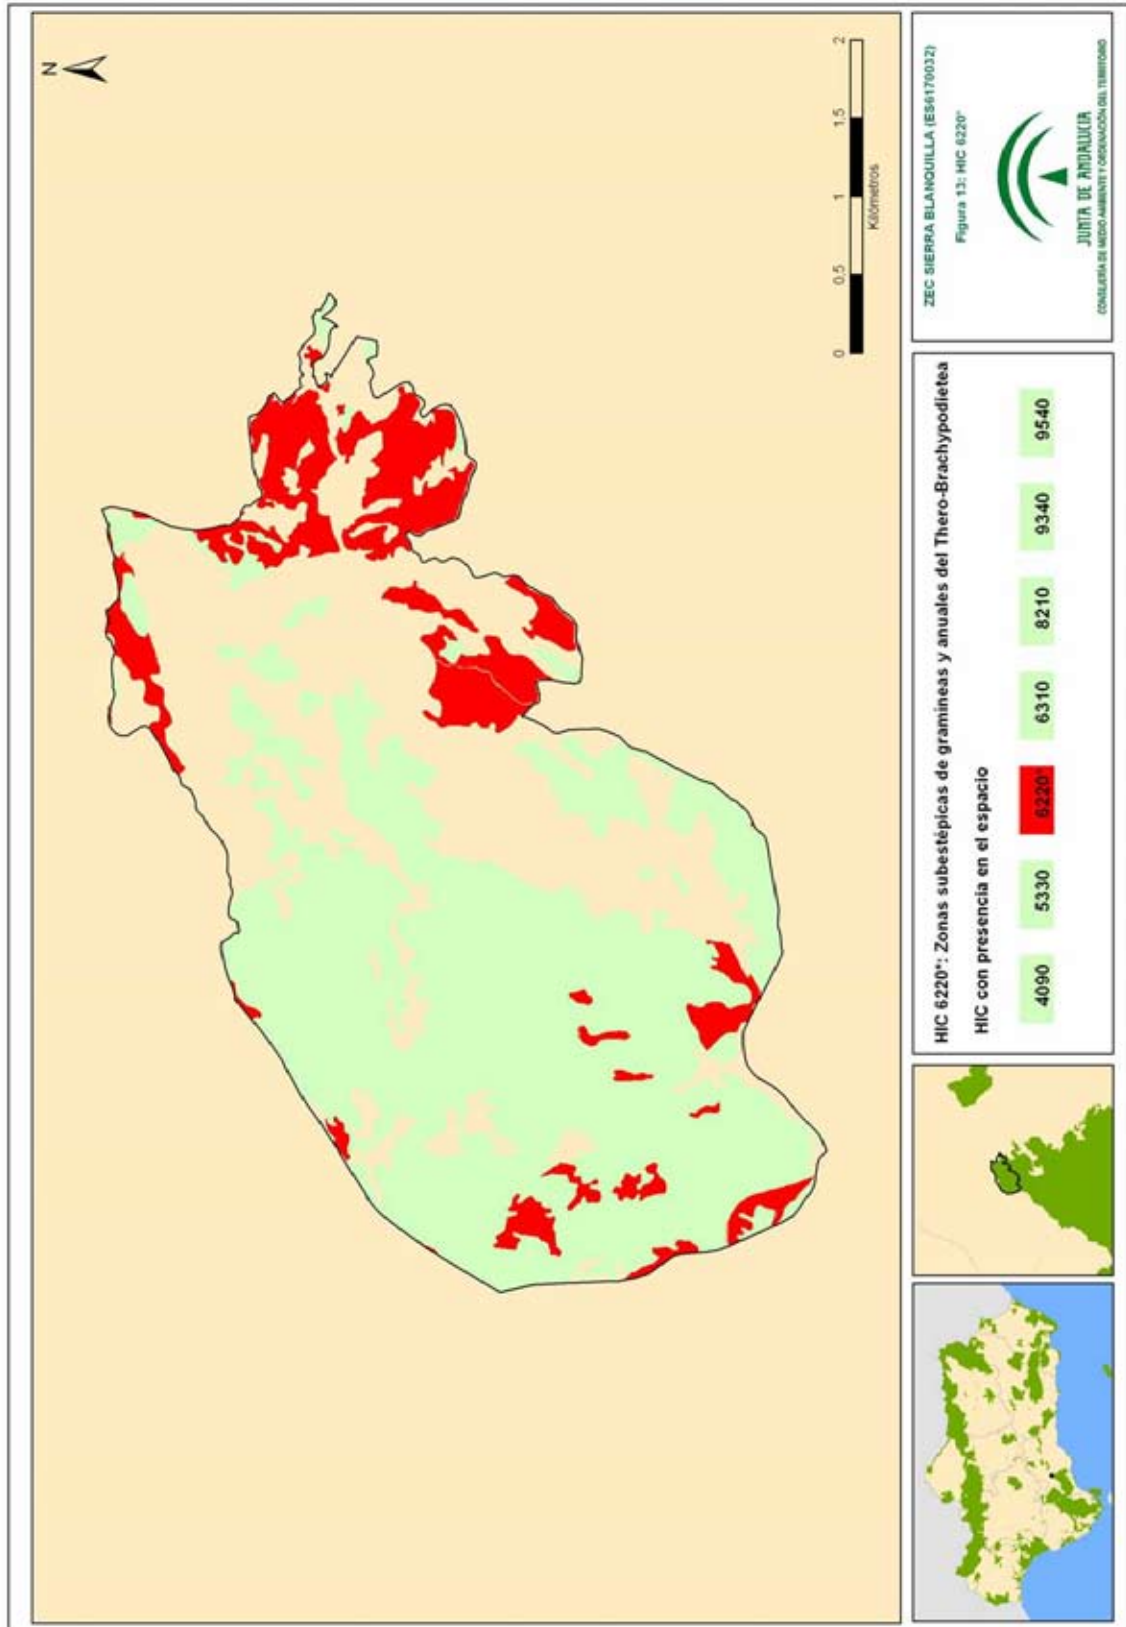 N
0 0,5 1 1,5 2
Kilómetros
HIC 6220*: Zonas subestépicas de gramíneas y anuales del Thero-Brachypodietea
HIC con presencia en el espacio
4090 5330 6220* 6310 8210 9340 9540
ZEC SIERRA BLANQUILLA (ES6170032)
Figura 13: HIC 6220*
JUNTA DE ANDALUCIA
CONSEJERÍA DE MEDIO AMBIENTE Y ORDENACIÓN DEL TERRITORIO